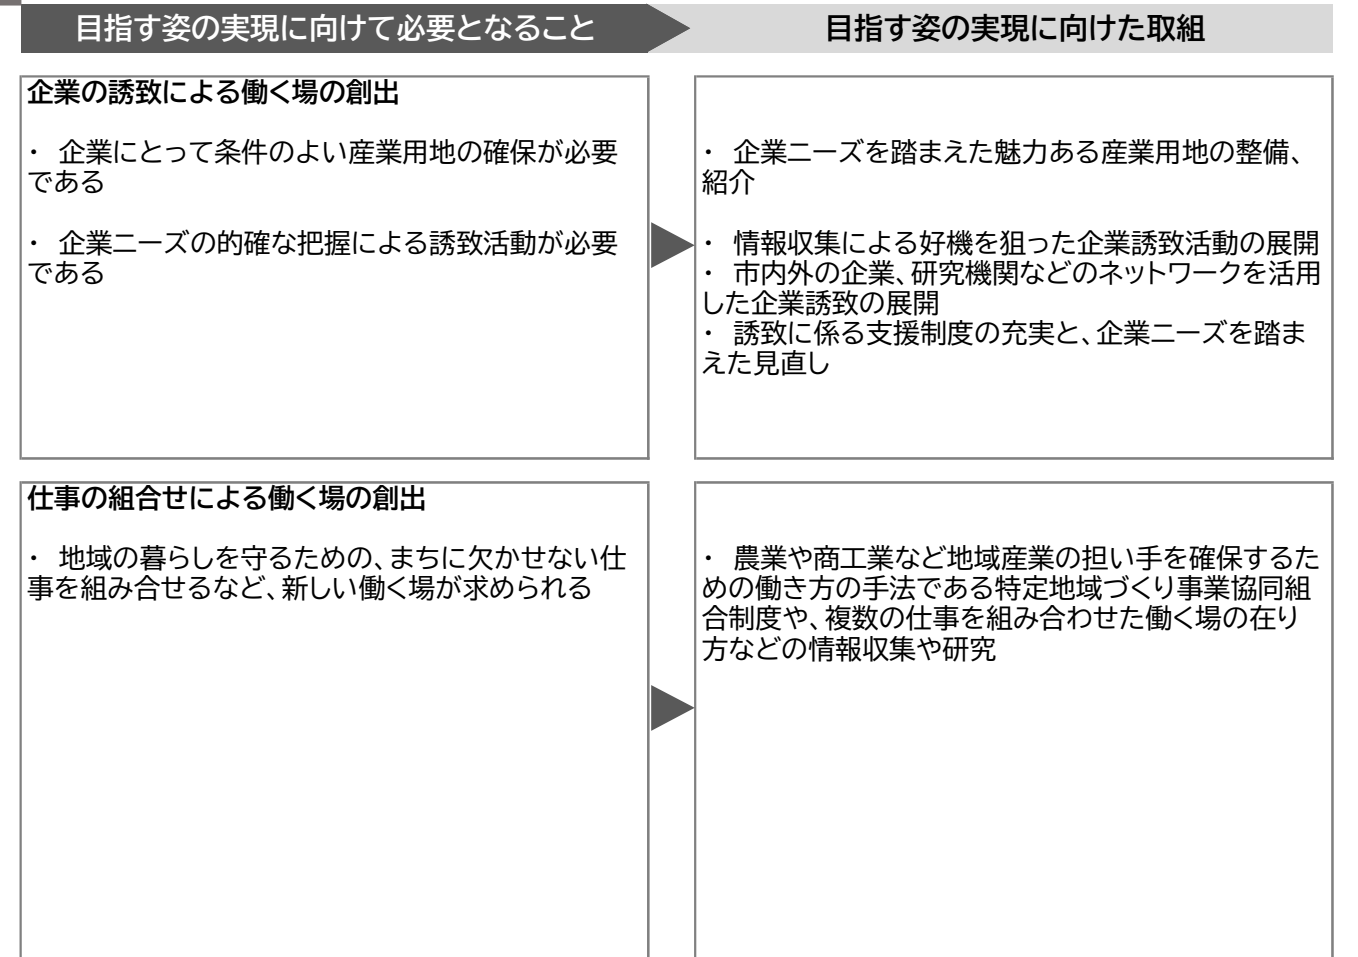 目指す姿の実現に向けて必要となること
目指す姿の実現に向けた取組
企業の誘致による働く場の創出
・ 企業にとって条件のよい産業用地の確保が必要
である
・ 企業ニーズの的確な把握による誘致活動が必要
である
・ 企業ニーズを踏まえた魅力ある産業用地の整備、
紹介
・ 情報収集による好機を狙った企業誘致活動の展開
・ 市内外の企業、研究機関などのネットワークを活用
した企業誘致の展開
・ 誘致に係る支援制度の充実と、企業ニーズを踏ま
えた見直し
仕事の組合せによる働く場の創出
・ 地域の暮らしを守るための、まちに欠かせない仕
事を組み合せるなど、新しい働く場が求められる
・ 農業や商工業など地域産業の担い手を確保するた
めの働き方の手法である特定地域づくり事業協同組
合制度や、複数の仕事を組み合わせた働く場の在り
方などの情報収集や研究